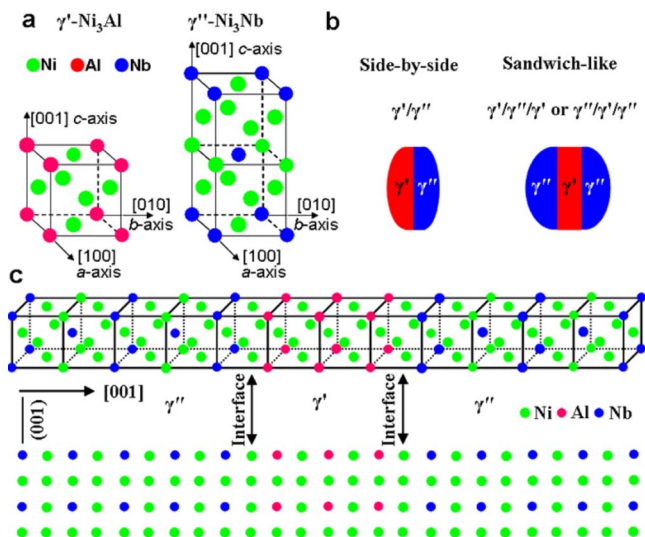 a
γ'-Ni3Al
γ''-Ni3Nb
Ni Al Nb
[001] c-axis
[010]
b-axis
[100]
a-axis
[001] c-axis
[010]
b-axis
[100]
a-axis
b
Side-by-side
γ'/γ''
γ' γ''
Sandwich-like
γ'/γ''/γ' or γ''/γ'/γ''
γ'' γ' γ''
c
[001]
(001)
γ''
Interface
γ'
Interface
γ''
Ni Al Nb